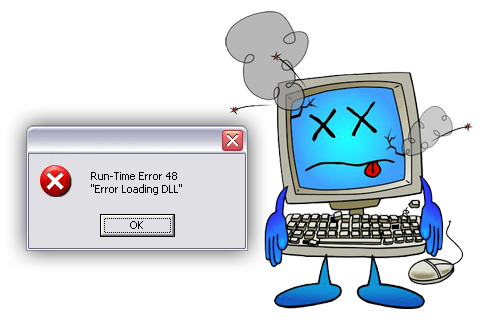 Run-Time Error 48
"Error Loading DLL"
OK